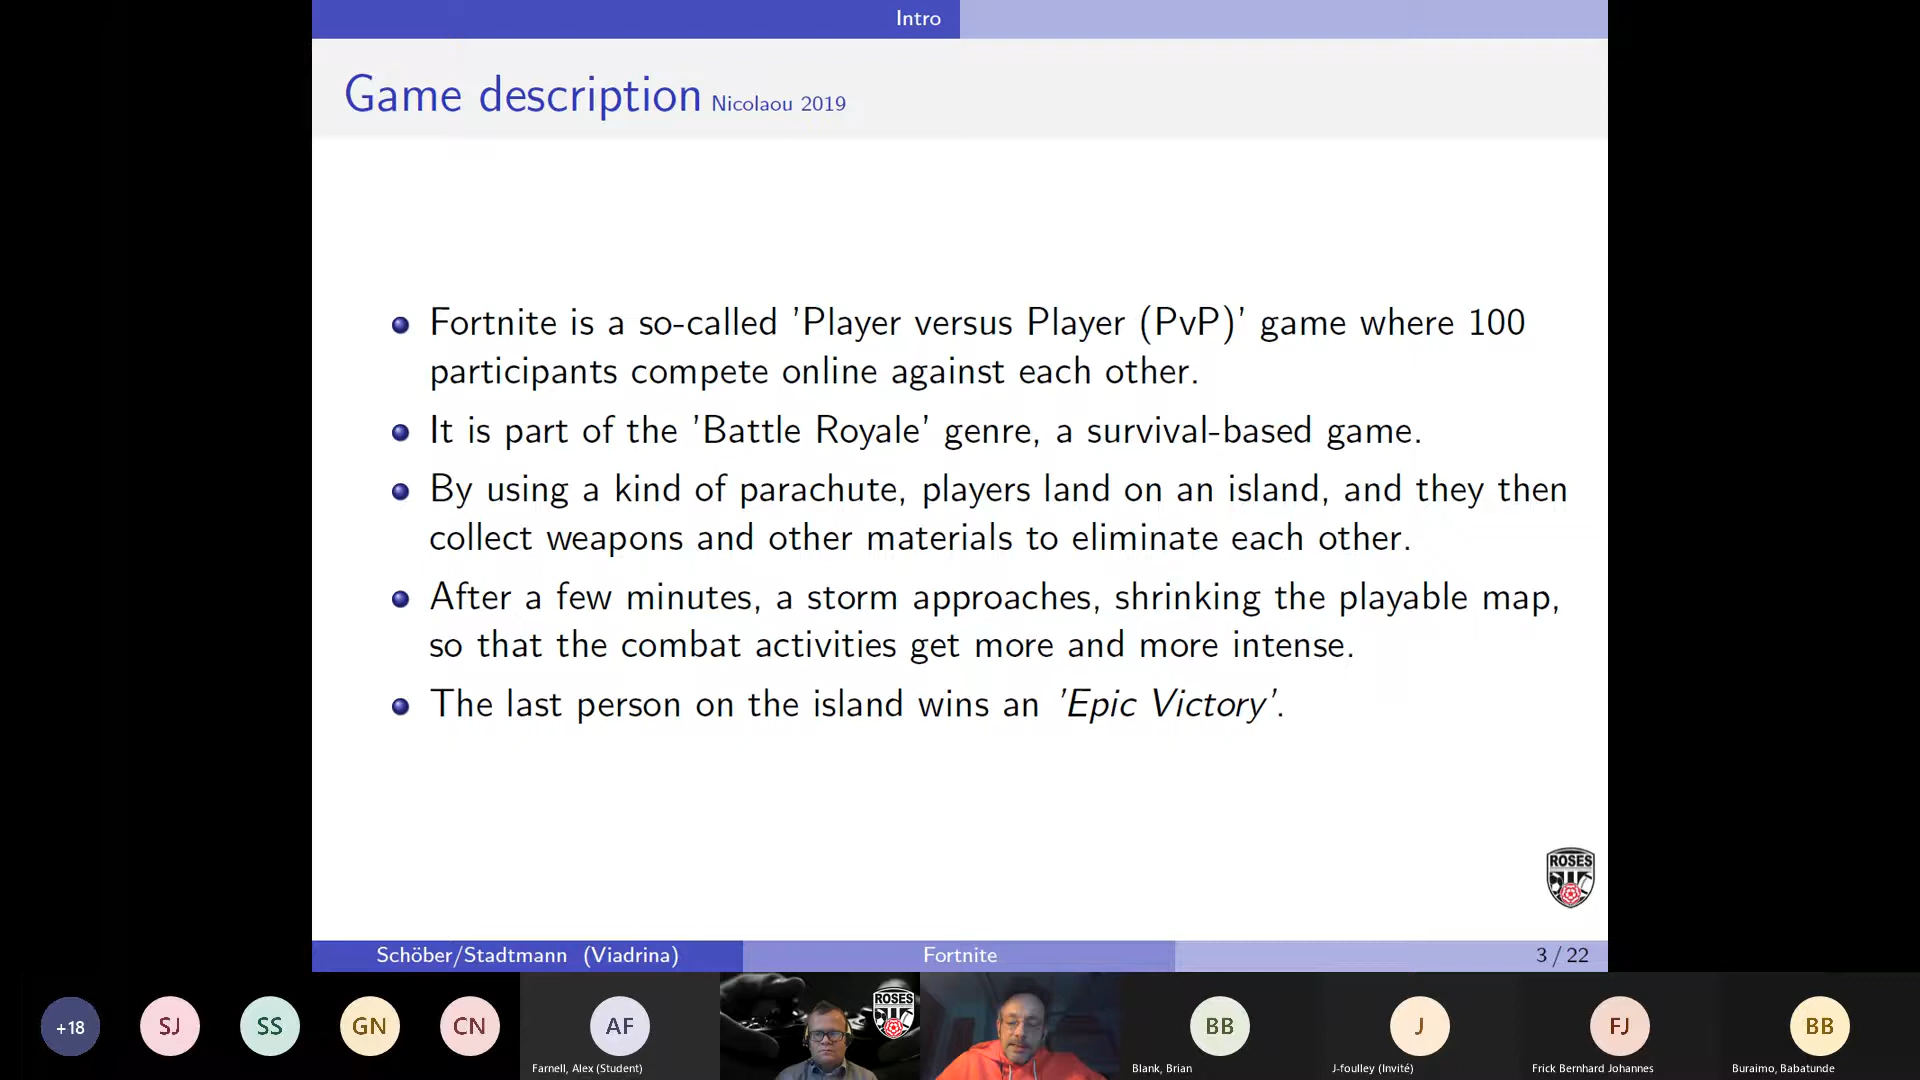 Intro
Game description Nicolaou 2019
Fortnite is a so-called ’Player versus Player (PvP)’ game where 100
participants compete online against each other.
It is part of the ’Battle Royale’ genre, a survival-based game.
By using a kind of parachute, players land on an island, and they then
collect weapons and other materials to eliminate each other.
After a few minutes, a storm approaches, shrinking the playable map,
so that the combat activities get more and more intense.
The last person on the island wins an ’Epic Victory’.
ROSES
Schöber/Stadtmann (Viadrina)
Fortnite
3 / 22
+18
SJ
SS
GN
CN
AF
Farnell, Alex (Student)
ROSES
BB
Blank, Brian
J
J-foulley (Invité)
FJ
Frick Bernhard Johannes
BB
Buraimo, Babatunde